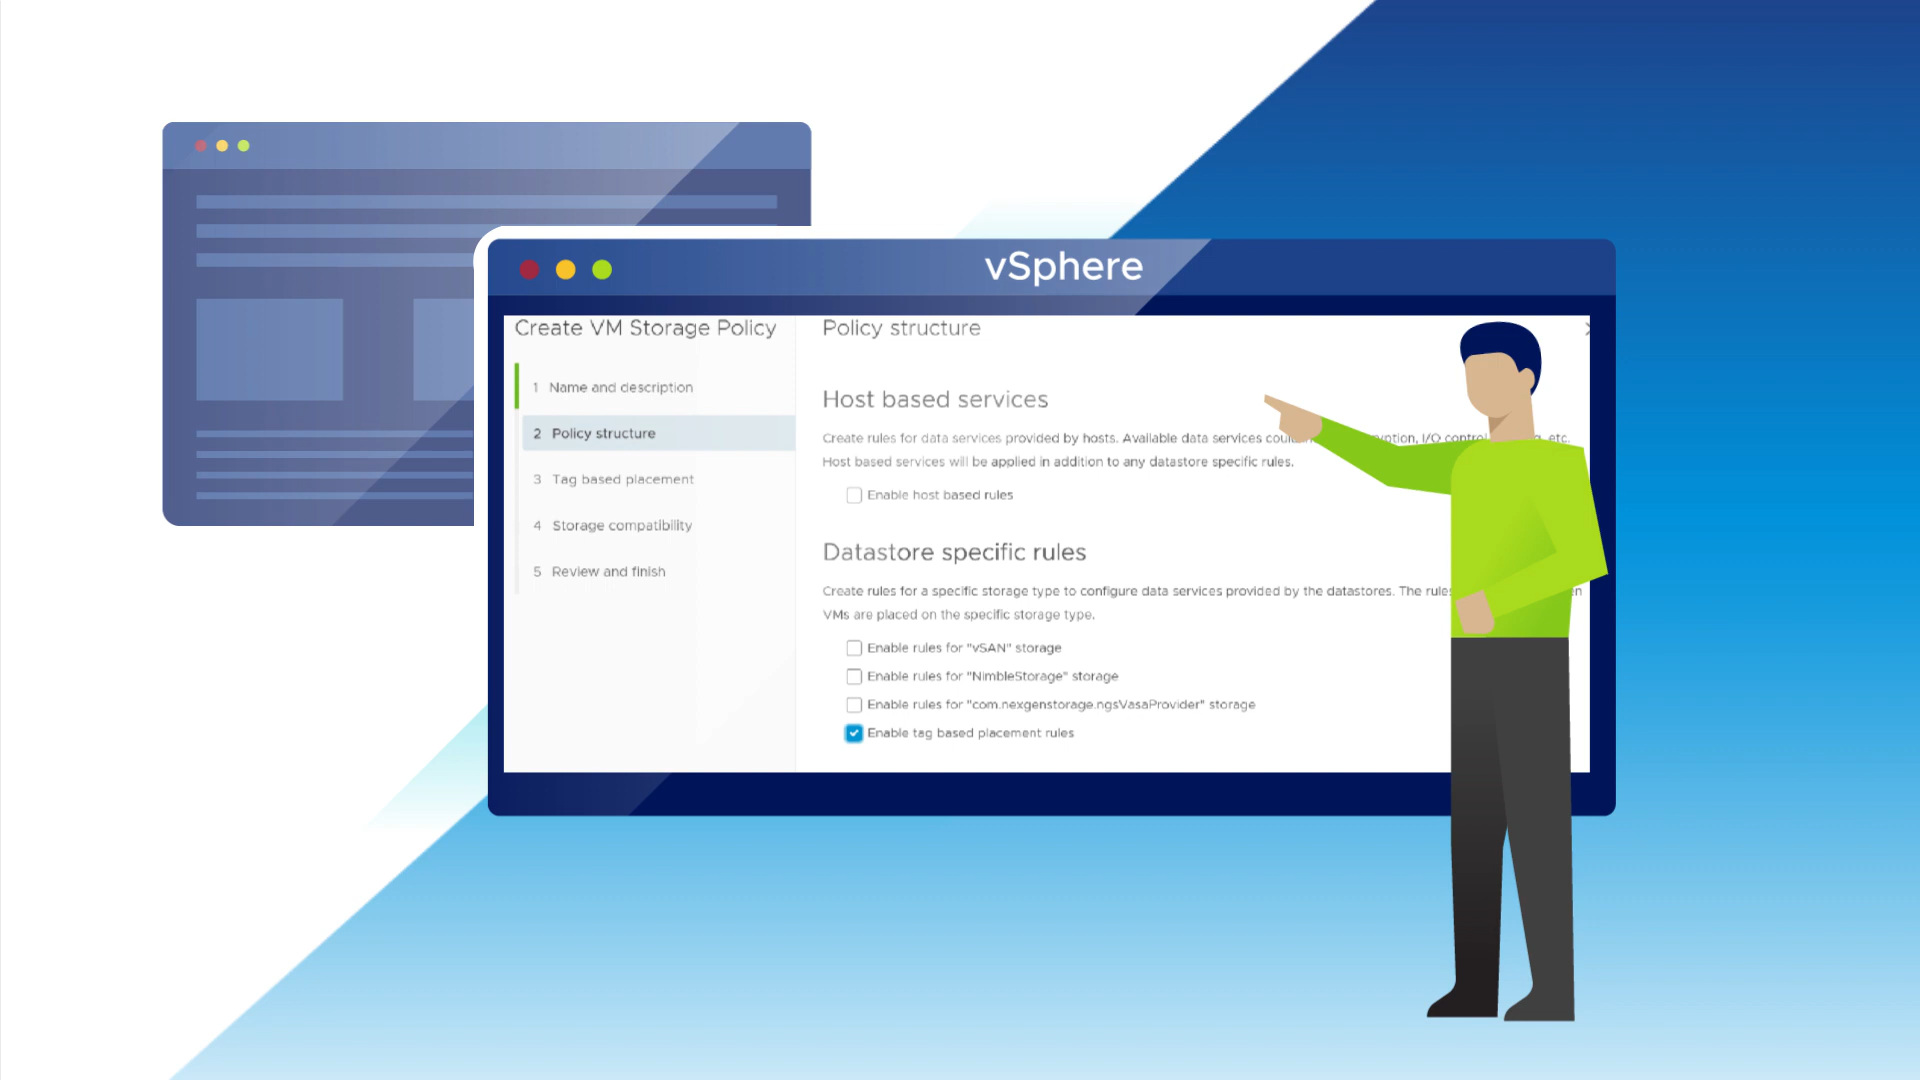 vSphere
Create VM Storage Policy
1 Name and description
2 Policy structure
3 Tag based placement
4 Storage compatibility
5 Review and finish
Policy structure
Host based services
Create rules for data services provided by hosts. Available data services I/O control etc.
Host based services will be applied in addition to any datastore specific rules.
Enable host based rules
Datastore specific rules
Create rules for a specific storage type to configure data services provided by the datastores. The rules
VMs are placed on the specific storage type.
Enable rules for "vSAN" storage
Enable rules for "NimbleStorage" storage
Enable rules for "com.nexgenstorage.ngsVasaProvider" storage
Enable tag based placement rules